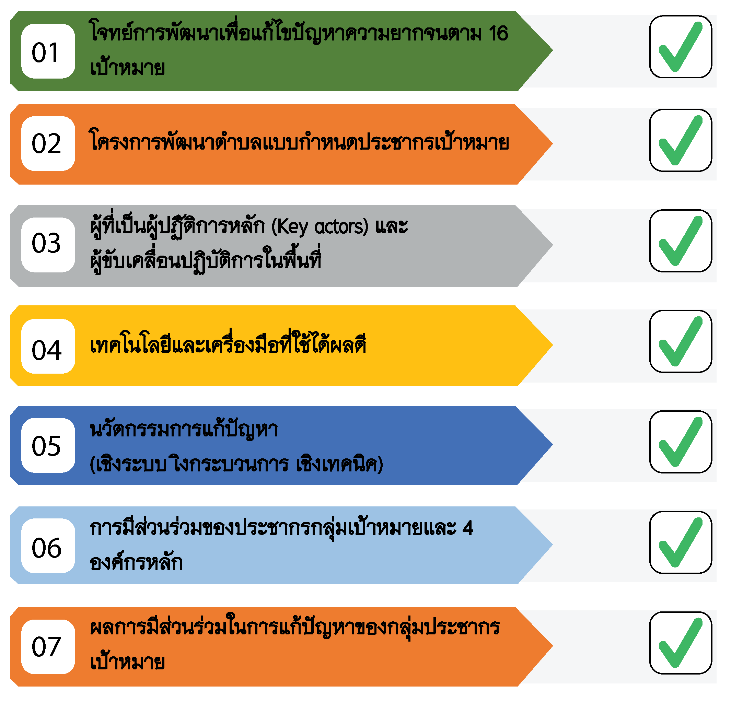 01
โจทย์การพัฒนาเพื่อแก้ไขปัญหาความยากจนตาม 16
เป้าหมาย
02
โครงการพัฒนาตำบลแบบกำหนดประชากรเป้าหมาย
03
ผู้ที่เป็นผู้ปฏิติการหลัก (Key actors) และ
ผู้ขับเคลื่อนปฏิบัติการในพื้นที่
04
เทคโนโลยีและเครื่องมือที่ใช้ได้ผลดี
05
นวัตกรรมการแก้ปัญหา
(เชิงระบบ เิงกระบวนการ เชิงเทคนิค)
06
การมีส่วนร่วมของประชากรกลุ่มเป้าหมายและ 4
องค์กรหลัก
07
ผลการมีส่วนร่วมในการแก้ปัญหาของกลุ่มประชากร
เป้าหมาย